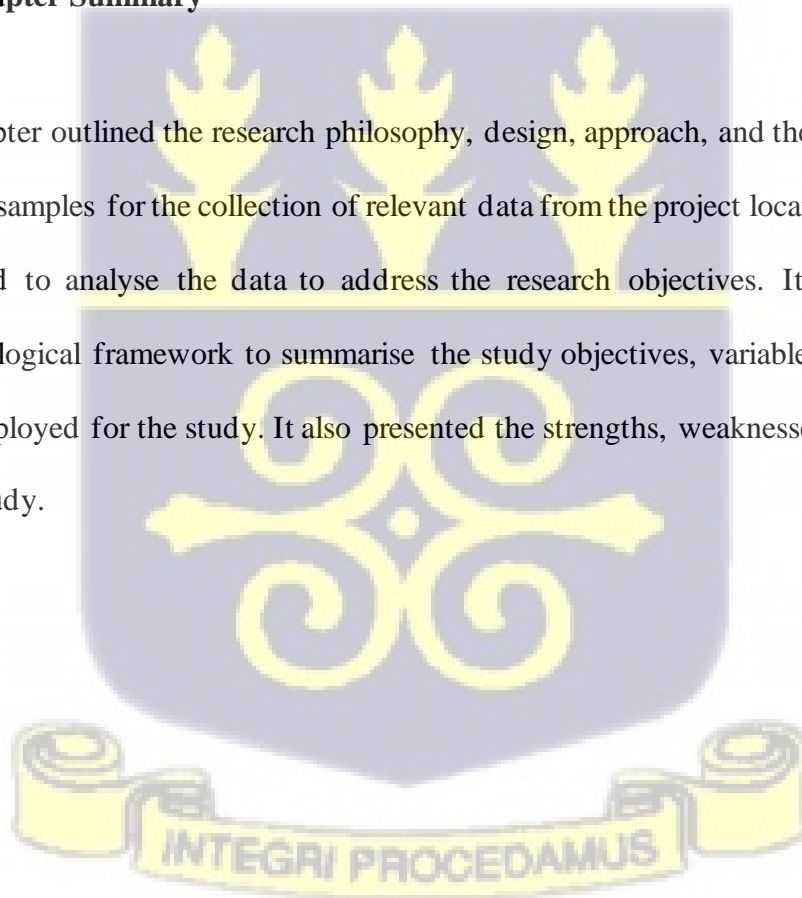 apter Summary
pter outlined the research philosophy, design, approach, and the
samples for the collection of relevant data from the project loca
d to analyse the data to address the research objectives. It
logical framework to summarise the study objectives, variable
ployed for the study. It also presented the strengths, weaknesse
udy.
INTEGRI PROCEDAMUS